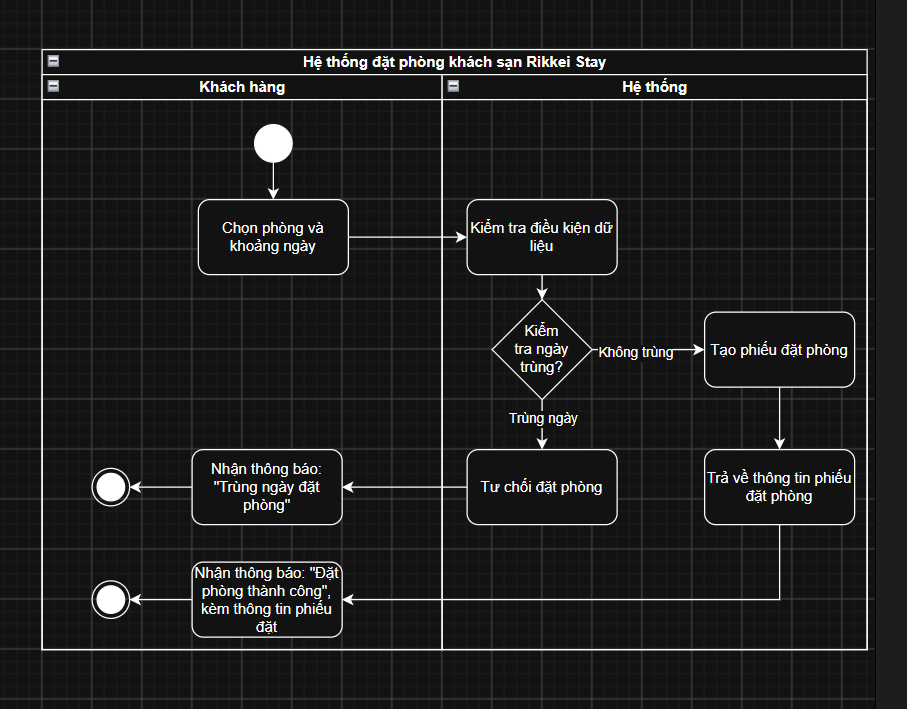 Hệ thống đặt phòng khách sạn Rikkei Stay
Khách hàng
Hệ thống
Chọn phòng và
khoảng ngày
Kiểm tra điều kiện dữ
liệu
Kiểm
tra ngày
trùng?
Không trùng
Tạo phiếu đặt phòng
Trùng ngày
Nhận thông báo:
"Trùng ngày đặt
phòng"
Tư chối đặt phòng
Trả về thông tin phiếu
đặt phòng
Nhận thông báo: "Đặt
phòng thành công",
kèm thông tin phiếu
đặt